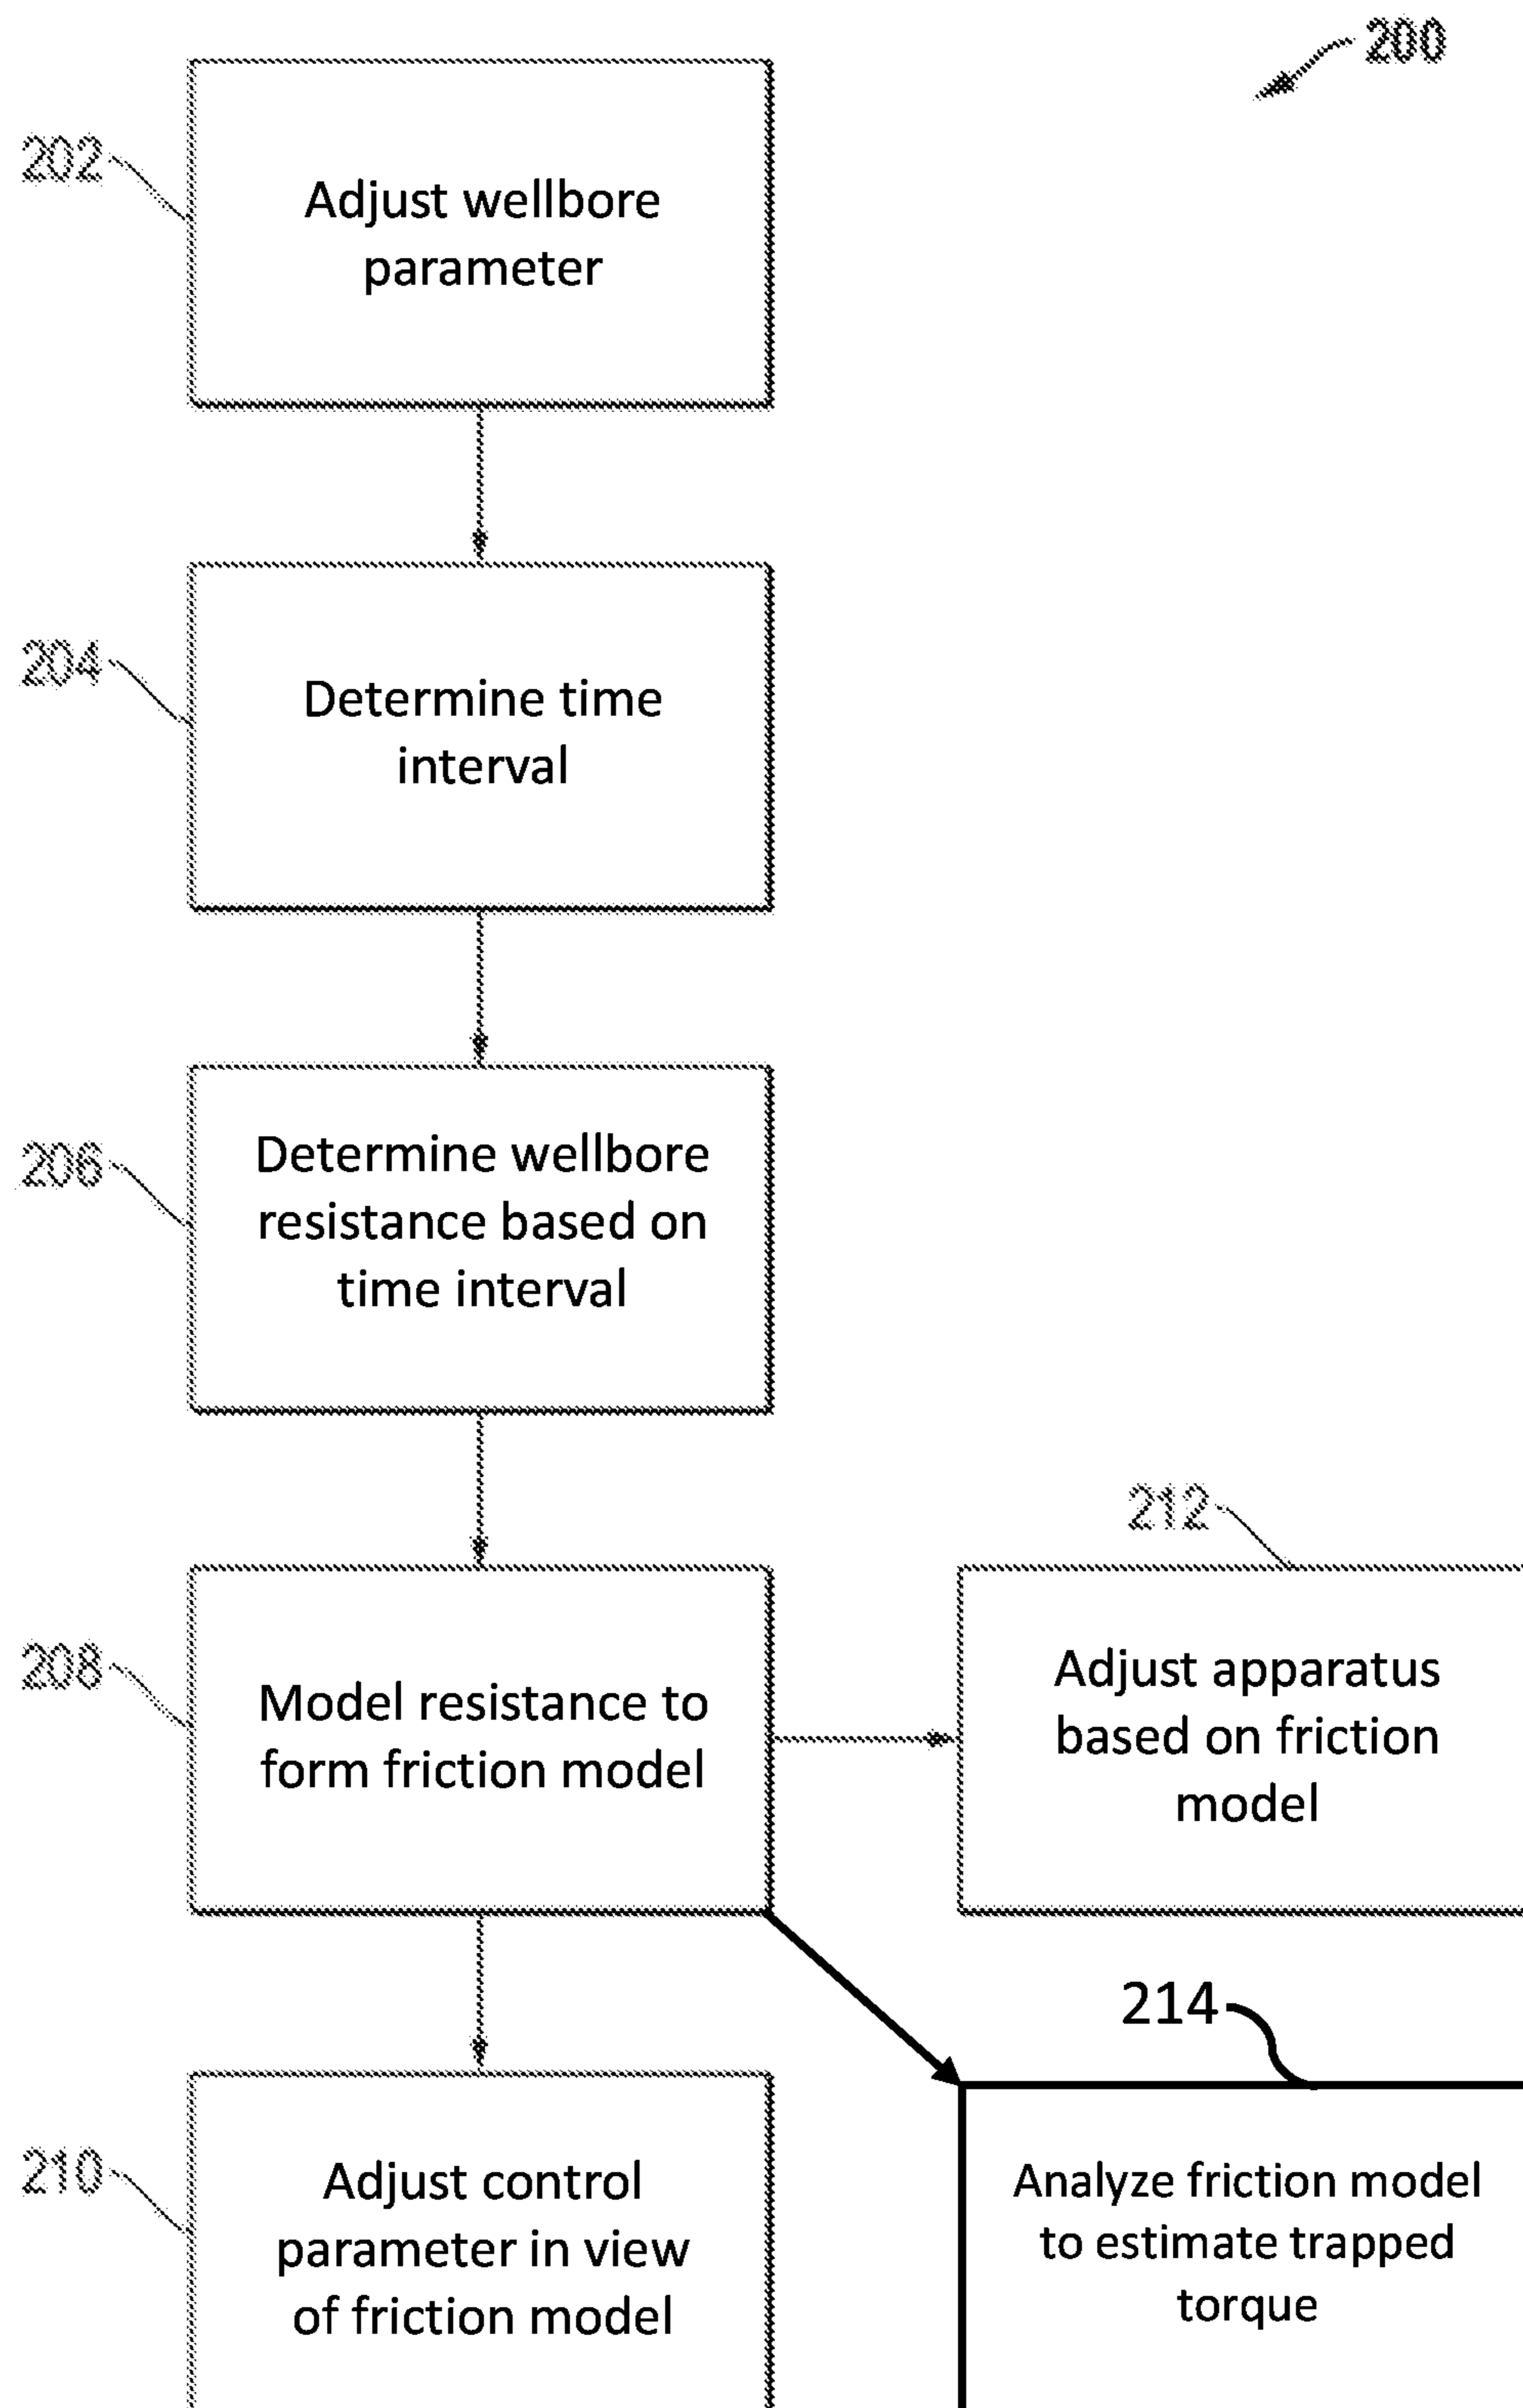 200
202
Adjust wellbore
parameter
204
Determine time
interval
206
Determine wellbore
resistance based on
time interval
212
208
Model resistance to
form friction model
Adjust apparatus
based on friction
model
214
210
Adjust control
parameter in view
of friction model
Analyze friction model
to estimate trapped
torque